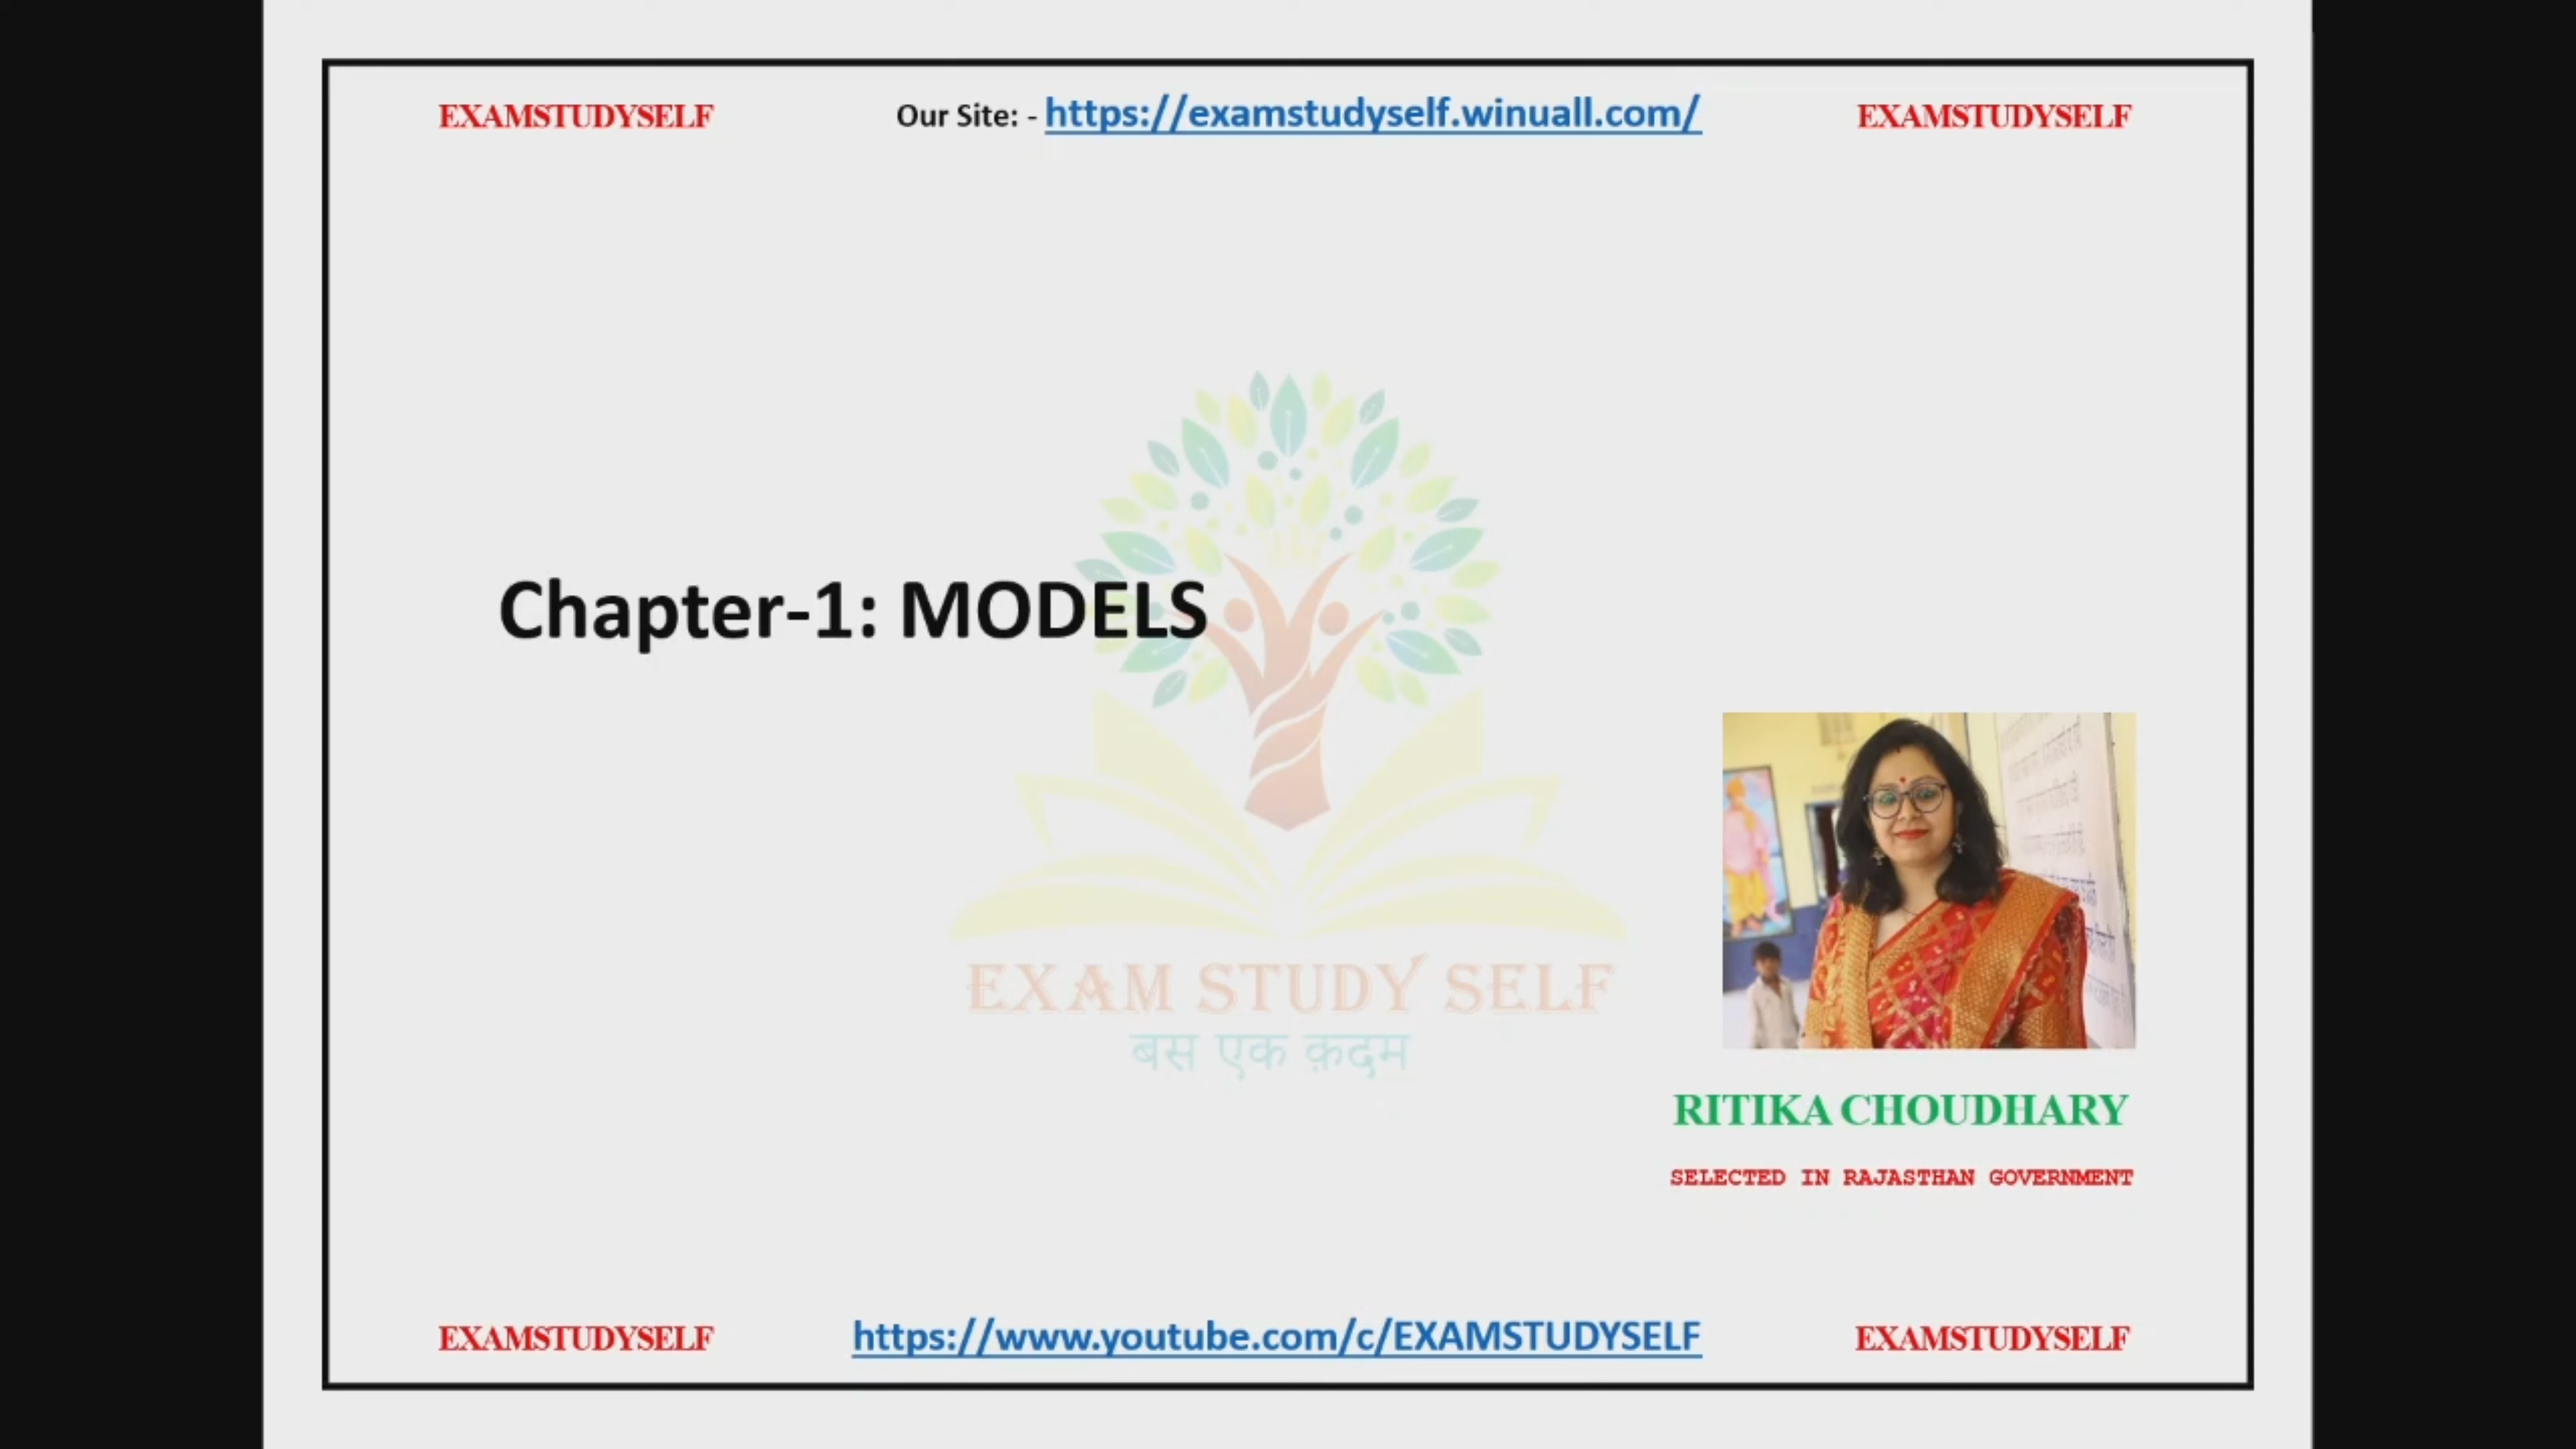 EXAMSTUDYSELF Our Site: - https://examstudyself.winuall.com/ EXAMSTUDYSELF
Chapter-1: MODELS
EXAM STUDY SELF
बस एक क़दम
RITIKA CHOUDHARY
SELECTED IN RAJASTHAN GOVERNMENT
EXAMSTUDYSELF https://www.youtube.com/c/EXAMSTUDYSELF EXAMSTUDYSELF